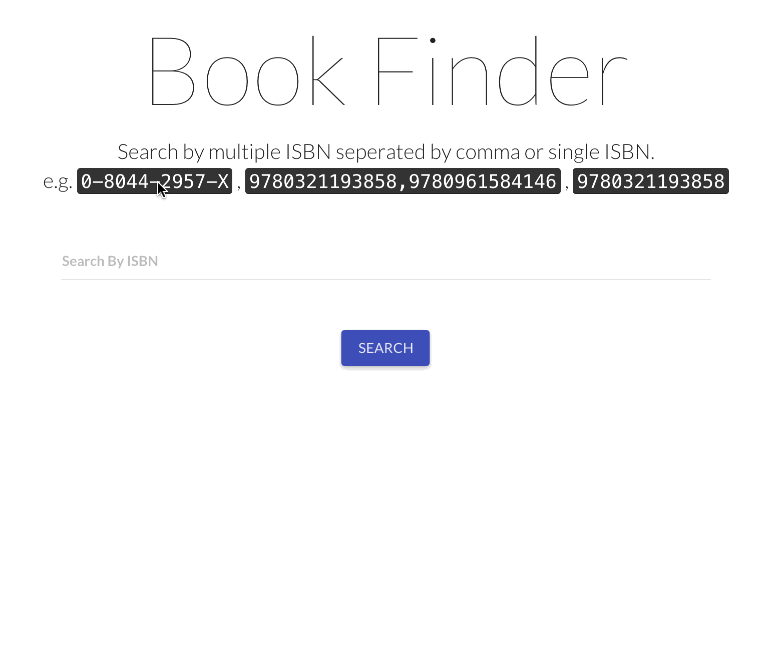 Book Finder
Search by multiple ISBN seperated by comma or single ISBN.
e.g. 0-8044-2957-X , 9780321193858,9780961584146 , 9780321193858
Search By ISBN
SEARCH